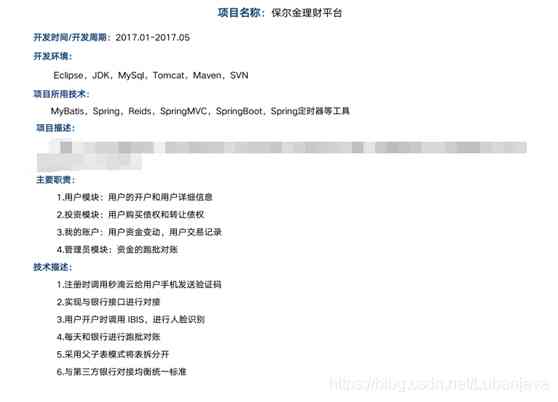 项目名称：保尔金理财平台
开发时间/开发周期：2017.01-2017.05
开发环境：
Eclipse，JDK，MySql，Tomcat，Maven，SVN
项目所用技术：
MyBatis，Spring，Reids，SpringMVC，SpringBoot，Spring定时器等工具
项目描述：
主要职责：
1.用户模块：用户的开户和用户详细信息
2.投资模块：用户购买债权和转让债权
3.我的账户：用户资金变动，用户交易记录
4.管理员模块：资金的跑批对账
技术描述：
1.注册时调用秒滴云给用户手机发送验证码
2.实现与银行接口进行对接
3.用户开户时调用 IBIS，进行人脸识别
4.每天和银行进行跑批对账
5.采用父子表模式将表拆分开
6.与第三方银行对接均衡统一标准
https://blog.csdn.net/Lubanjava